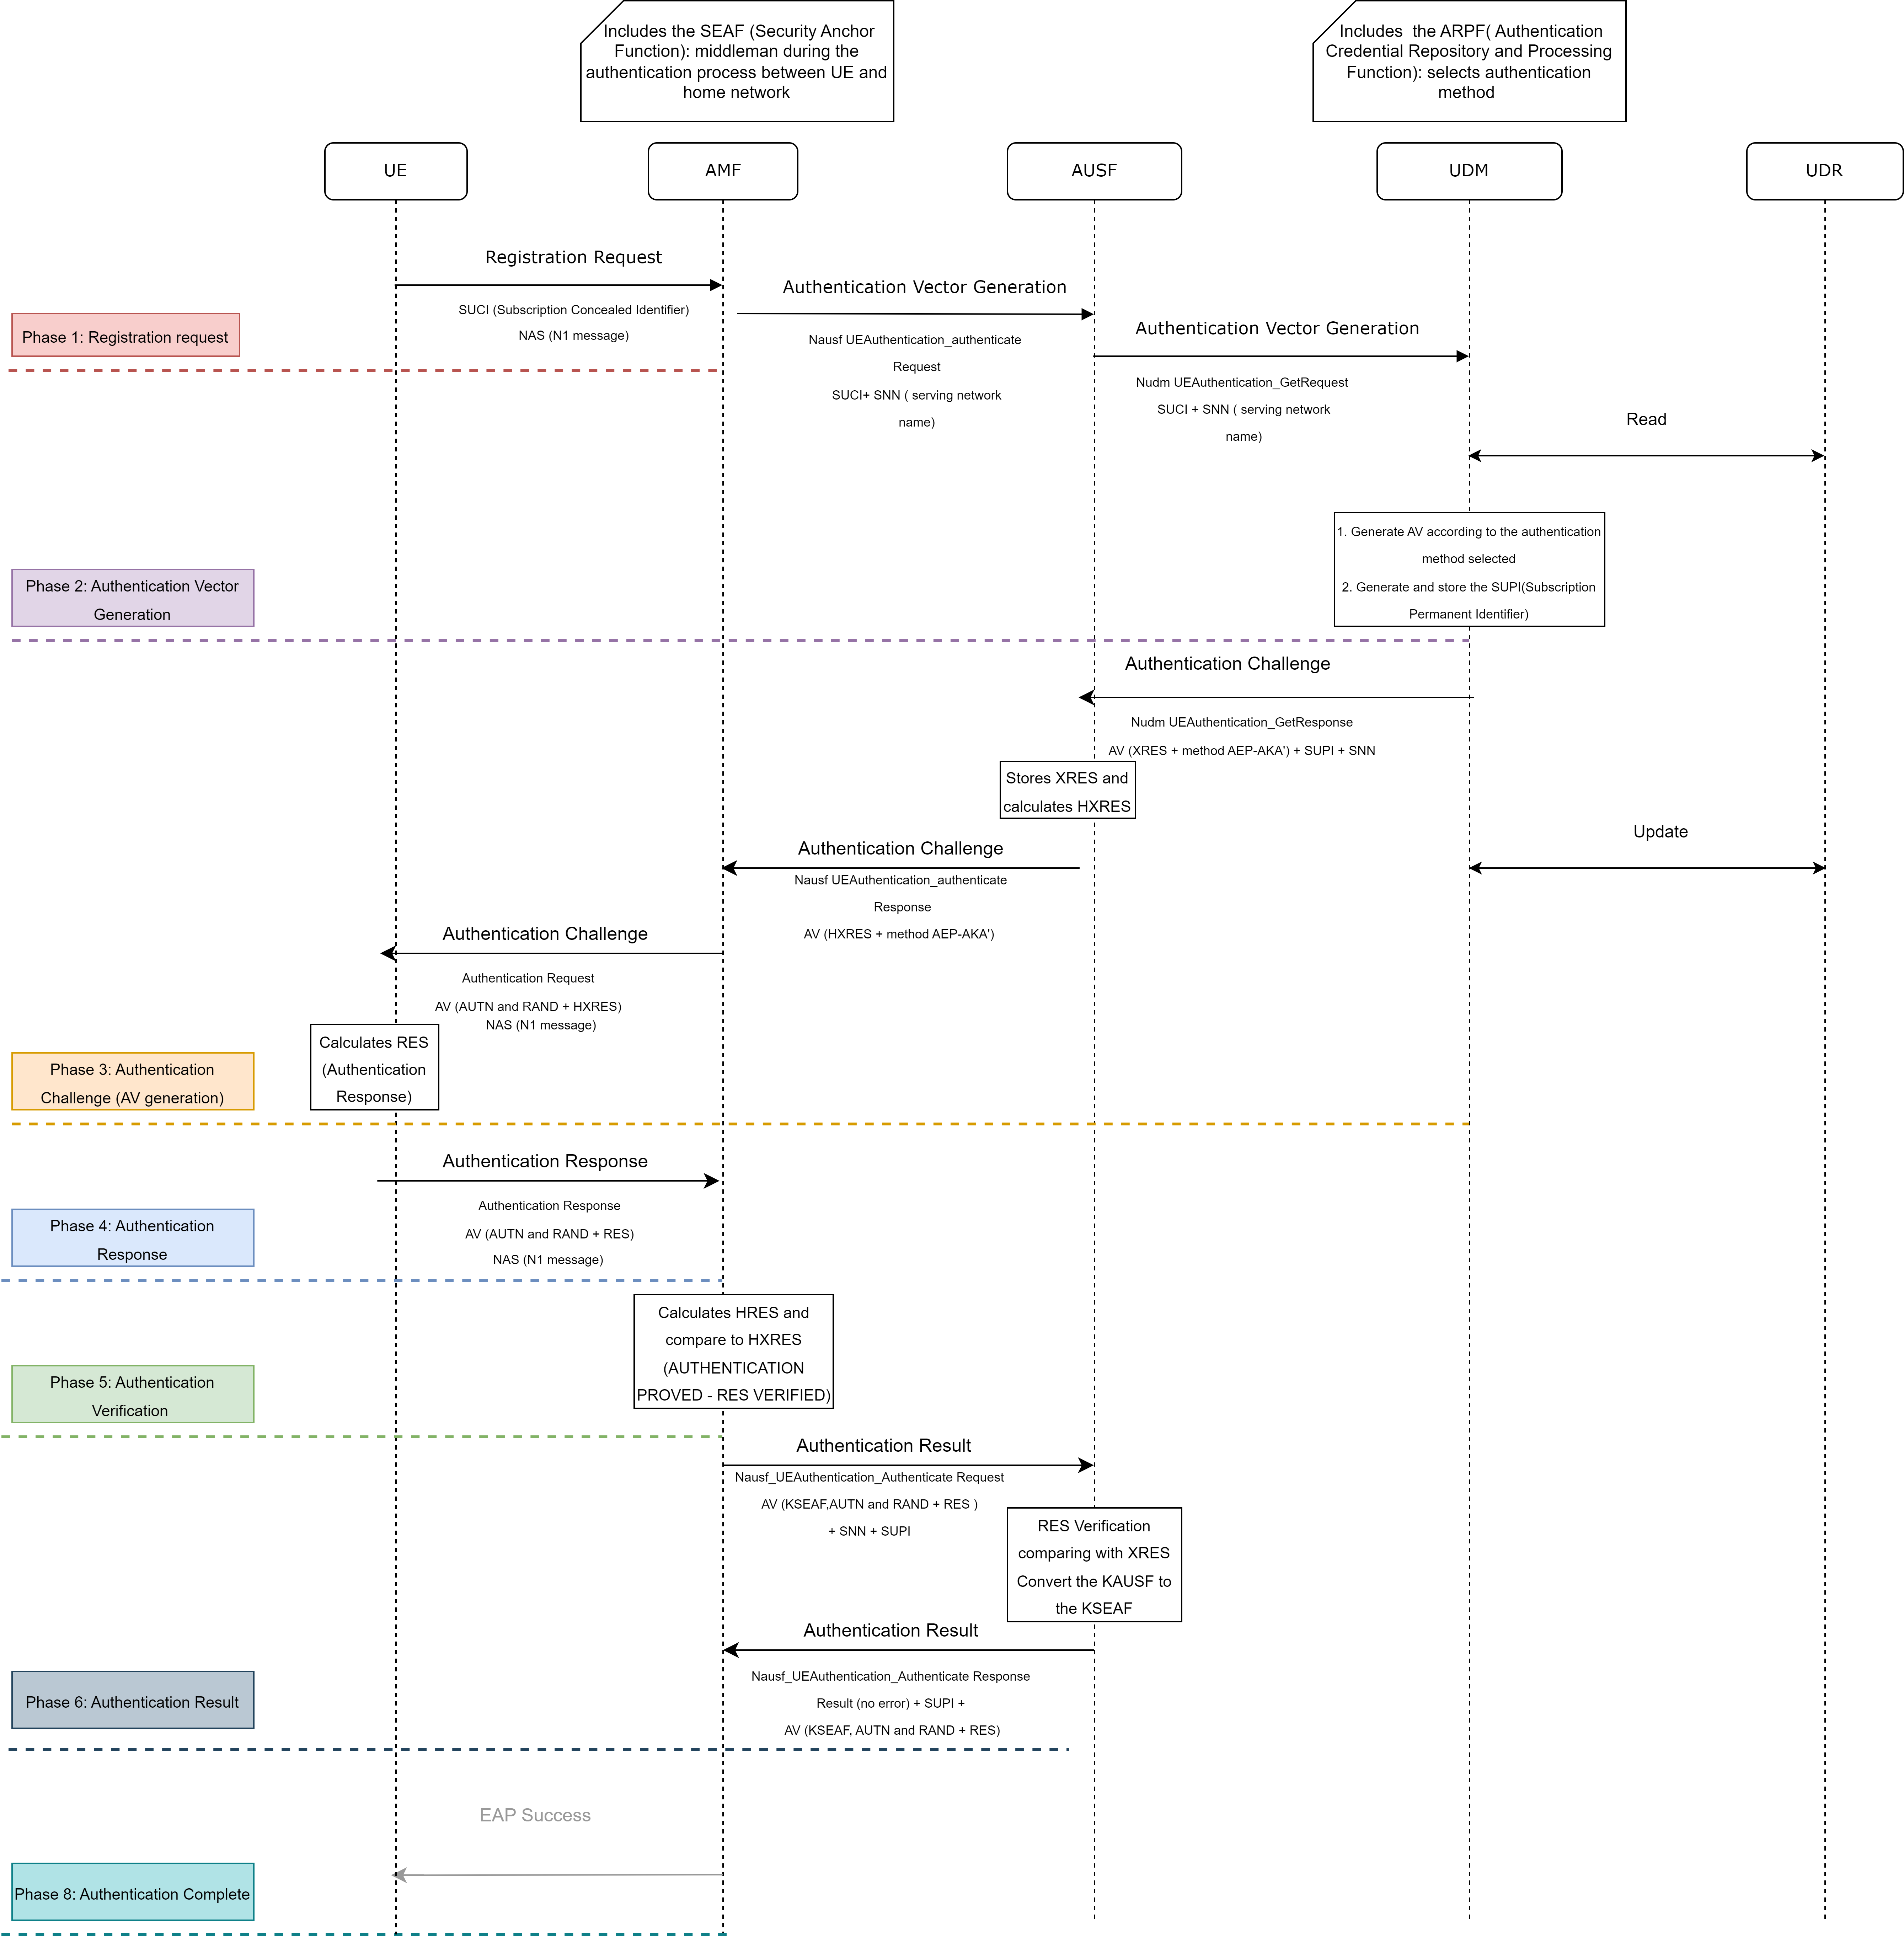 Includes the SEAF (Security Anchor
Function): middleman during the
authentication process between UE and
home network
Includes the ARPF( Authentication
Credential Repository and Processing
Function): selects authentication
method
UE
AMF
AUSF
UDM
UDR
Registration Request
SUCI (Subscription Concealed Identifier)
NAS (N1 message)
Phase 1: Registration request
Authentication Vector Generation
Nausf UEAuthentication_authenticate
Request
SUCI+ SNN ( serving network
name)
Authentication Vector Generation
Nudm UEAuthentication_GetRequest
SUCI + SNN ( serving network
name)
Read
1. Generate AV according to the authentication
method selected
2. Generate and store the SUPI(Subscription
Permanent Identifier)
Phase 2: Authentication Vector
Generation
Authentication Challenge
Nudm UEAuthentication_GetResponse
AV (XRES + method AEP-AKA') + SUPI + SNN
Stores XRES and
calculates HXRES
Update
Authentication Challenge
Nausf UEAuthentication_authenticate
Response
AV (HXRES + method AEP-AKA')
Authentication Challenge
Authentication Request
AV (AUTN and RAND + HXRES)
NAS (N1 message)
Calculates RES
(Authentication
Response)
Phase 3: Authentication
Challenge (AV generation)
Authentication Response
Authentication Response
AV (AUTN and RAND + RES)
NAS (N1 message)
Phase 4: Authentication
Response
Calculates HRES and
compare to HXRES
(AUTHENTICATION
PROVED - RES VERIFIED)
Phase 5: Authentication
Verification
Authentication Result
Nausf_UEAuthentication_Authenticate Request
AV (KSEAF,AUTN and RAND + RES )
+ SNN + SUPI
RES Verification
comparing with XRES
Convert the KAUSF to
the KSEAF
Authentication Result
Nausf_UEAuthentication_Authenticate Response
Result (no error) + SUPI +
AV (KSEAF, AUTN and RAND + RES)
Phase 6: Authentication Result
EAP Success
Phase 8: Authentication Complete